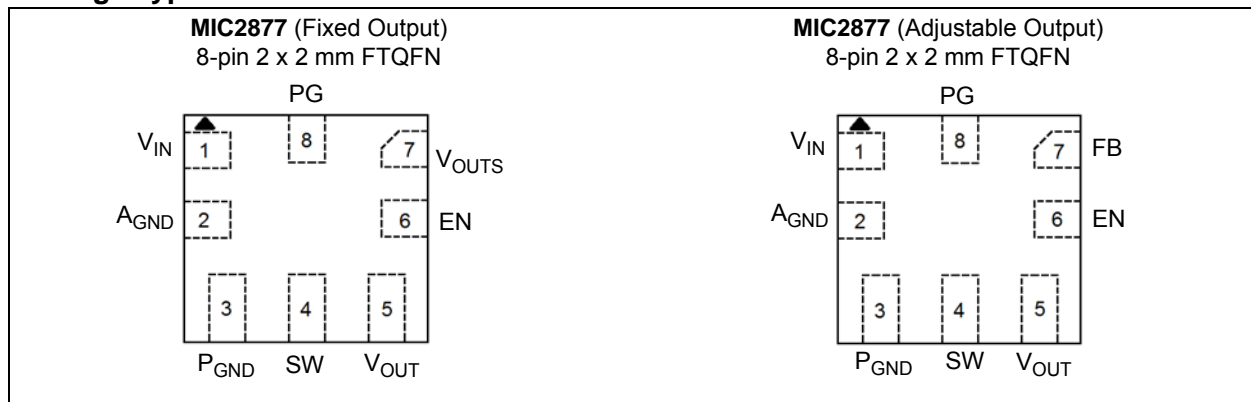 MIC2877 (Fixed Output)
8-pin 2 x 2 mm FTQFN
PG
VIN
1
8
7
VOUTS
AGND
2
6
EN
3
4
5
PGND
SW
VOUT
MIC2877 (Adjustable Output)
8-pin 2 x 2 mm FTQFN
PG
VIN
1
8
7
FB
AGND
2
6
EN
3
4
5
PGND
SW
VOUT